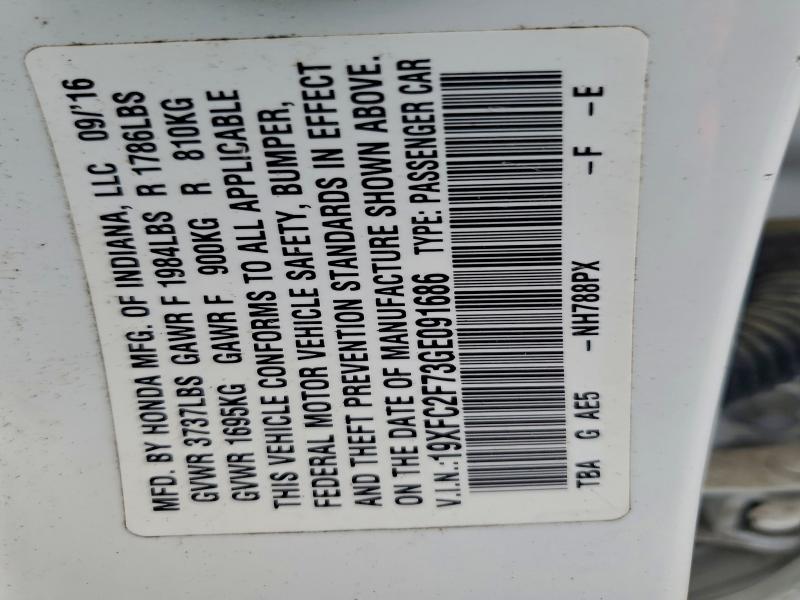 MFD. BY HONDA MFG. OF INDIANA, LLC 09/'16
GVWR 3737LBS GAWR F 1984LBS R 1786LBS
GVWR 1695KG GAWR F 900KG R 810KG
THIS VEHICLE CONFORMS TO ALL APPLICABLE
FEDERAL MOTOR VEHICLE SAFETY, BUMPER,
AND THEFT PREVENTION STANDARDS IN EFFECT
ON THE DATE OF MANUFACTURE SHOWN ABOVE.
V.I.N.:19XFC2F73GE091686 TYPE: PASSENGER CAR
TBA G AE5 -NH788PX -F -E